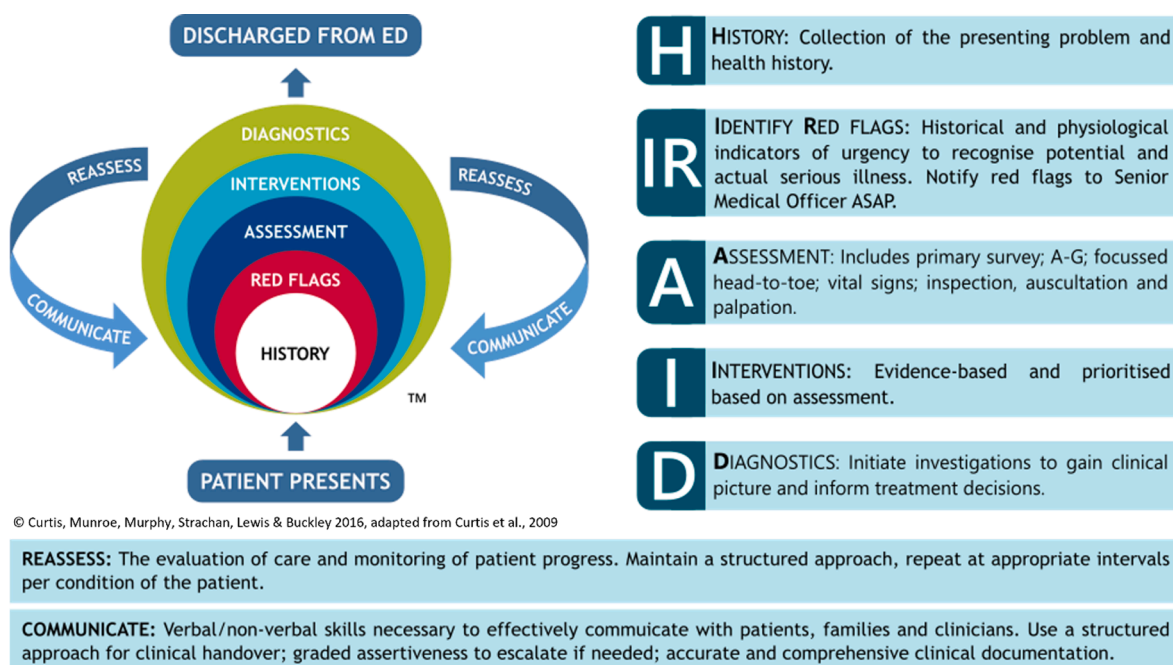 DISCHARGED FROM ED
DIAGNOSTICS
INTERVENTIONS
ASSESSMENT
RED FLAGS
HISTORY
REASSESS
COMMUNICATE
REASSESS
COMMUNICATE
TM
PATIENT PRESENTS
© Curtis, Munroe, Murphy, Strachan, Lewis & Buckley 2016, adapted from Curtis et al., 2009
H
HISTORY: Collection of the presenting problem and
health history.
IR
IDENTIFY RED FLAGS: Historical and physiological
indicators of urgency to recognise potential and
actual serious illness. Notify red flags to Senior
Medical Officer ASAP.
A
ASSESSMENT: Includes primary survey; A-G; focussed
head-to-toe; vital signs; inspection, auscultation and
palpation.
I
INTERVENTIONS: Evidence-based and prioritised
based on assessment.
D
DIAGNOSTICS: Initiate investigations to gain clinical
picture and inform treatment decisions.
REASSESS: The evaluation of care and monitoring of patient progress. Maintain a structured approach, repeat at appropriate intervals
per condition of the patient.
COMMUNICATE: Verbal/non-verbal skills necessary to effectively commuicate with patients, families and clinicians. Use a structured
approach for clinical handover; graded assertiveness to escalate if needed; accurate and comprehensive clinical documentation.